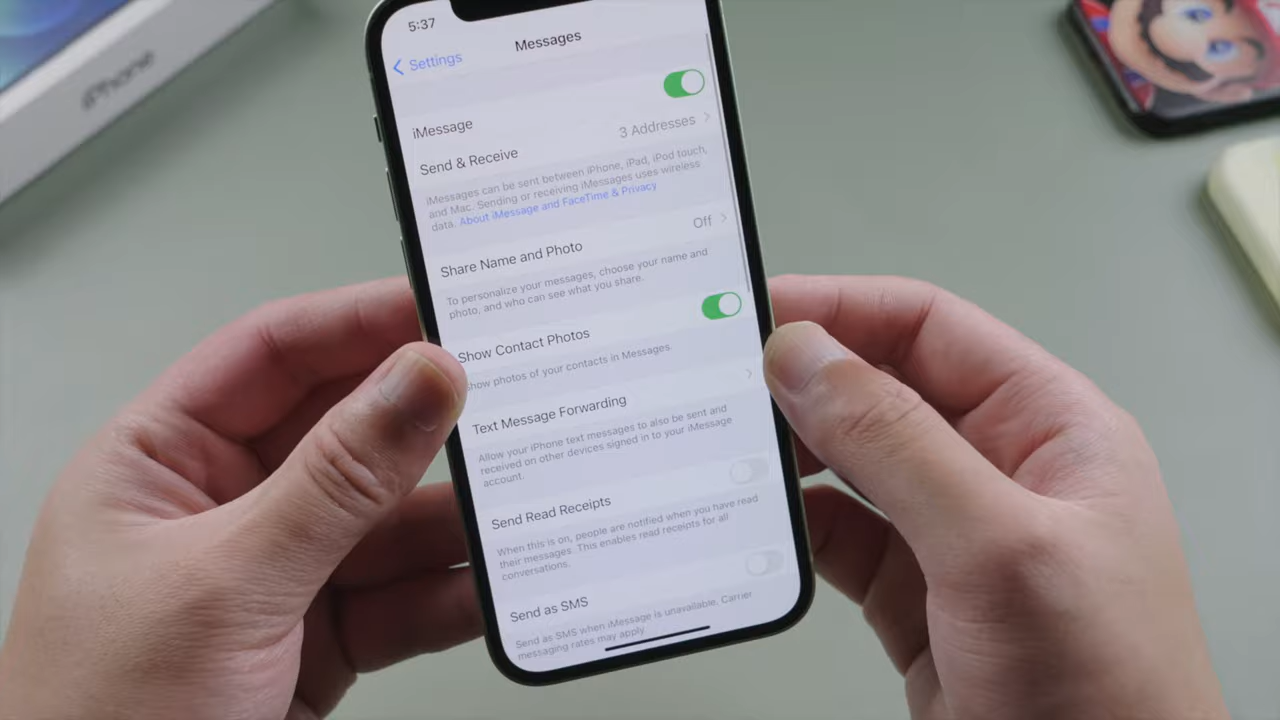 iPhone
5:37
Settings
Messages
iMessage
Send & Receive
3 Addresses
iMessages can be sent between iPhone, iPad, iPod touch,
and Mac. Sending or receiving iMessages uses wireless
data. About iMessage and FaceTime & Privacy
Share Name and Photo
Off
To personalize your messages, choose your name and
photo, and who can see what you share.
Show Contact Photos
Show photos of your contacts in Messages.
Text Message Forwarding
Allow your iPhone text messages to also be sent and
received on other devices signed in to your iMessage
account.
Send Read Receipts
When this is on, people are notified when you have read
their messages. This enables read receipts for all
conversations.
Send as SMS
Send as SMS when iMessage is unavailable. Carrier
messaging rates may apply.